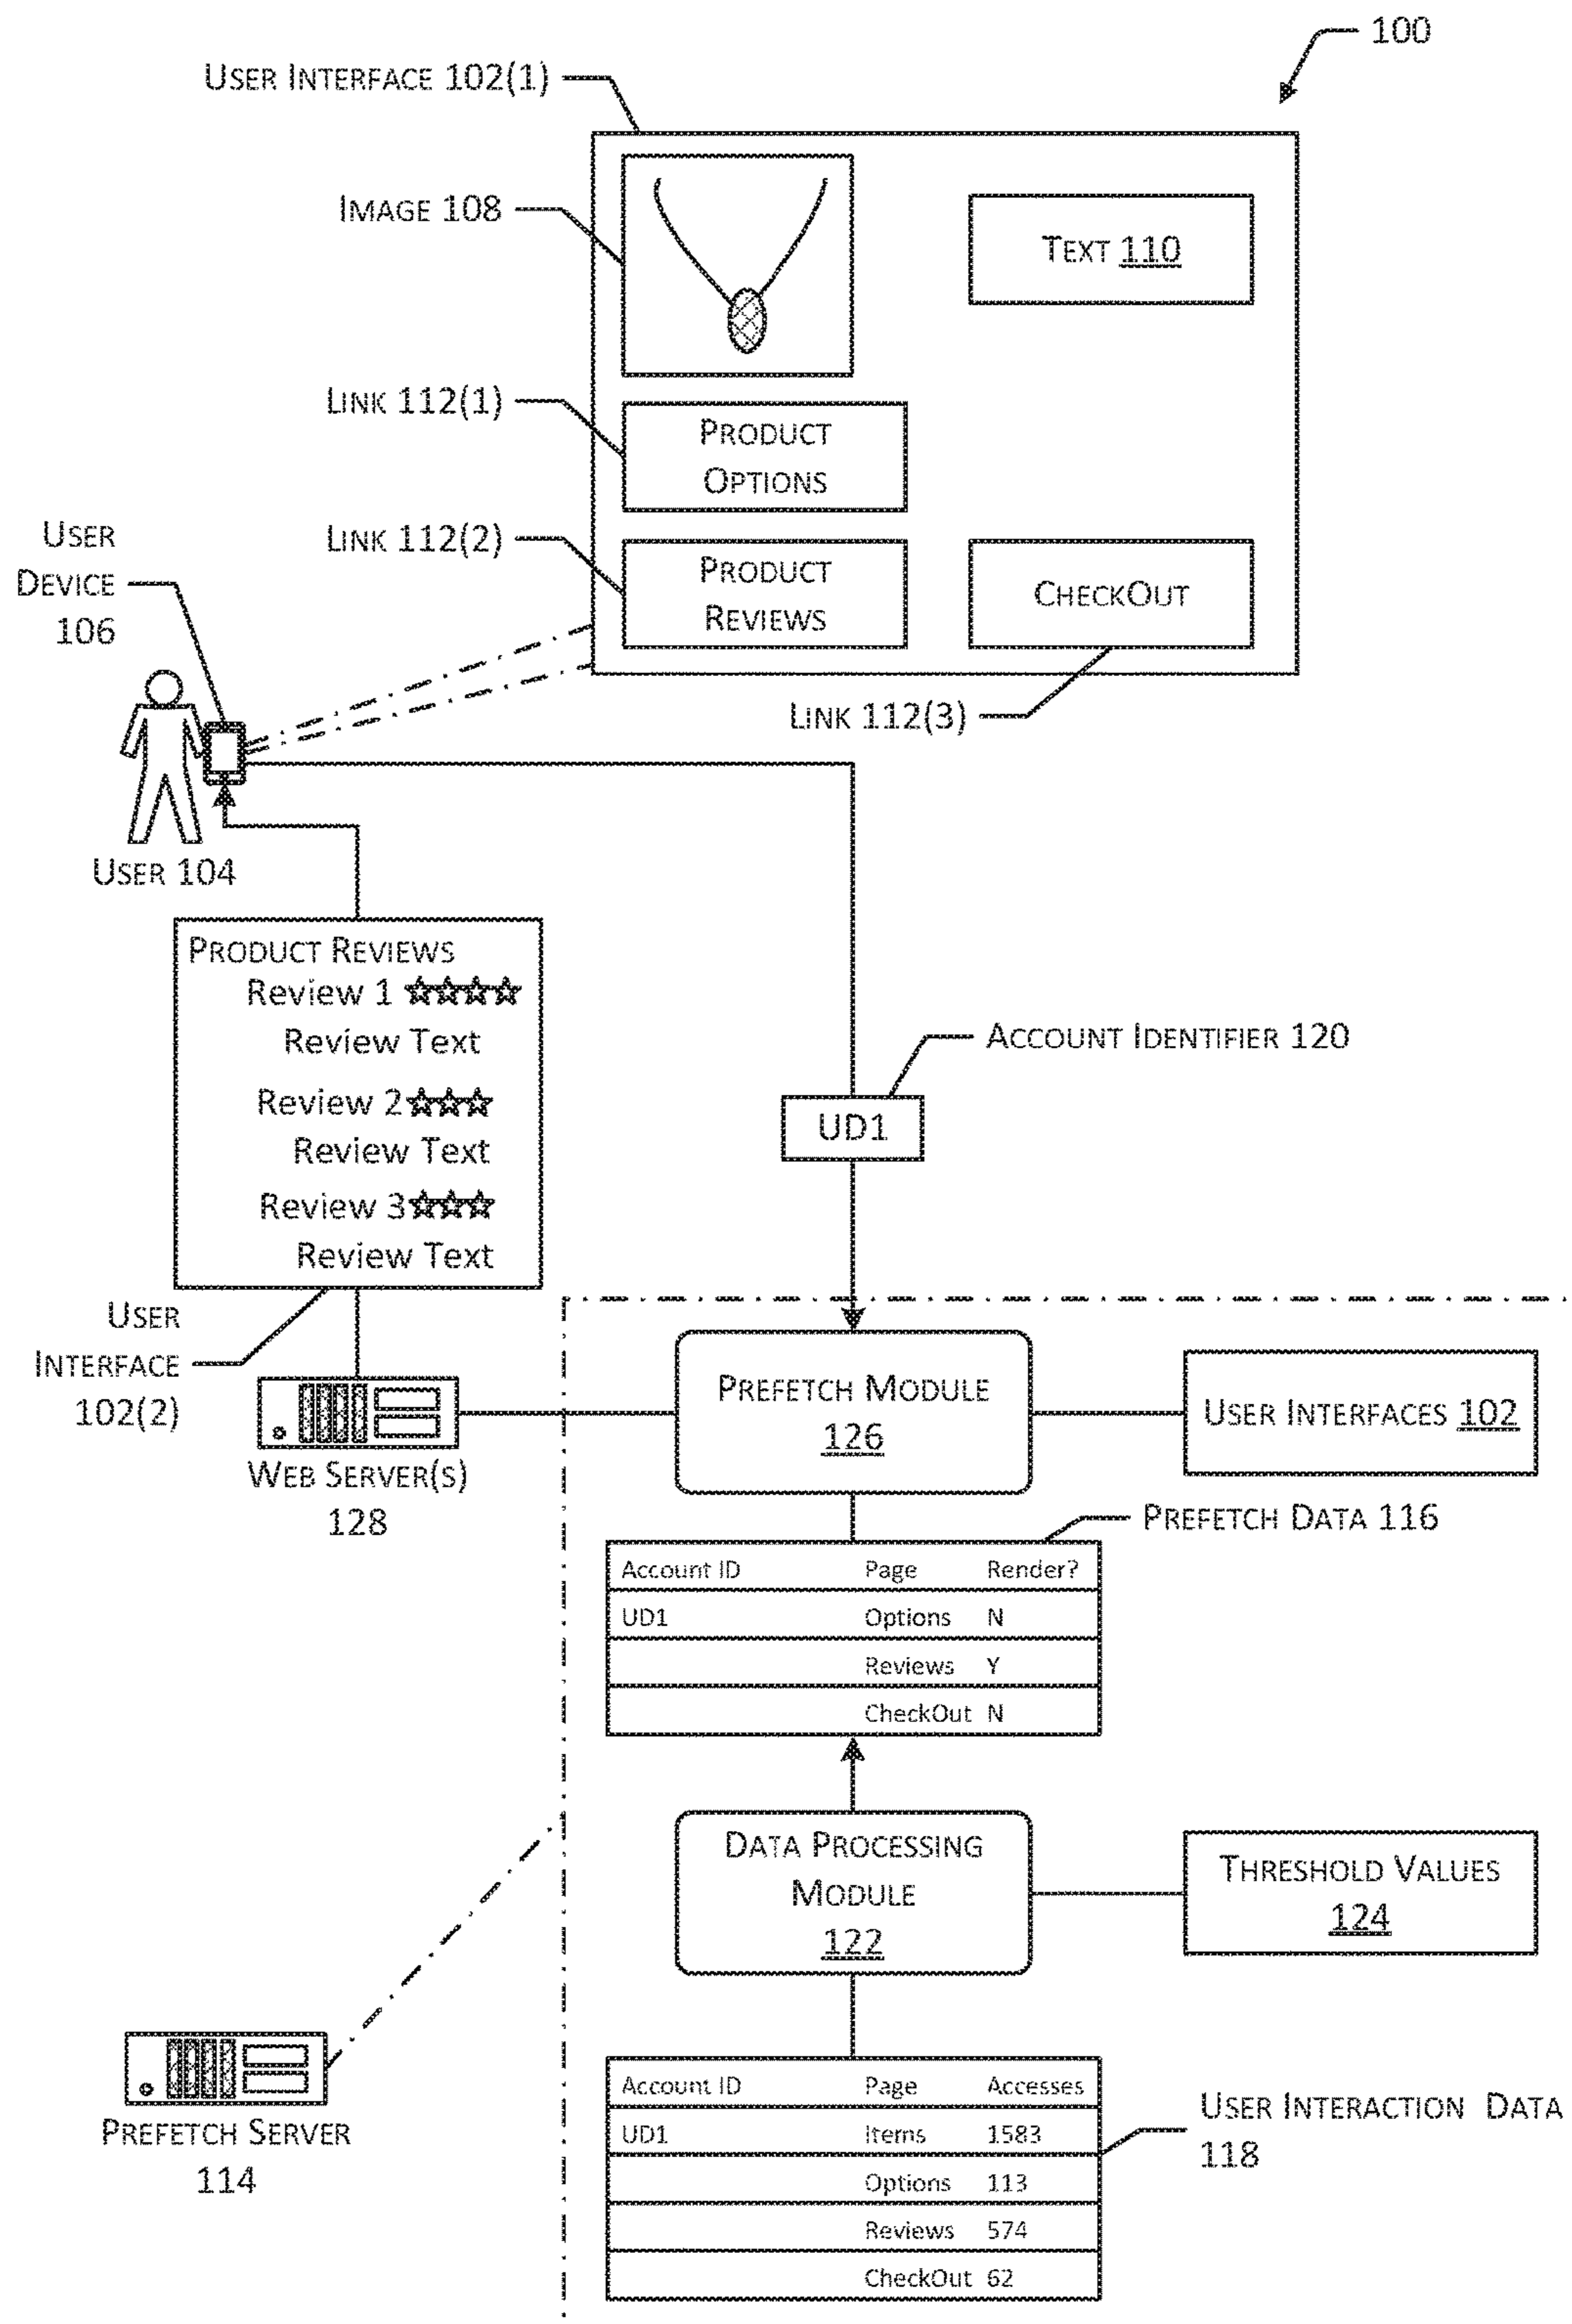 100
User Interface 102(1)
Image 108
Text 110
Link 112(1)
Product
Options
Link 112(2)
Product
Reviews
CheckOut
Link 112(3)
User
Device
106
User 104
Product Reviews
Review 1 ☆☆☆☆
Review Text
Review 2 ☆☆☆
Review Text
Review 3 ☆☆☆
Review Text
Account Identifier 120
UD1
User
Interface
102(2)
Web Server(s)
128
Prefetch Module
126
User Interfaces 102
Prefetch Data 116
Account ID Page Render?
UD1 Options N
Reviews Y
CheckOut N
Data Processing
Module
122
Threshold Values
124
Prefetch Server
114
Account ID Page Accesses
UD1 Items 1583
Options 113
Reviews 574
CheckOut 62
User Interaction Data
118